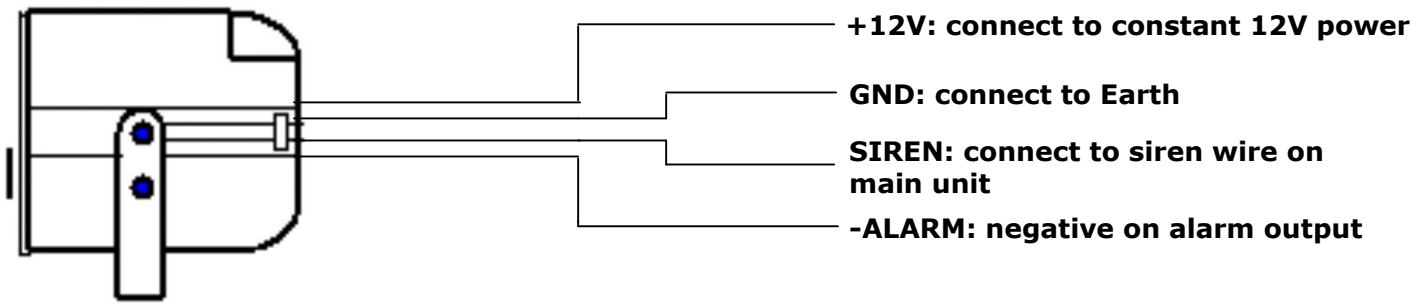 +12V: connect to constant 12V power
GND: connect to Earth
SIREN: connect to siren wire on
main unit
-ALARM: negative on alarm output